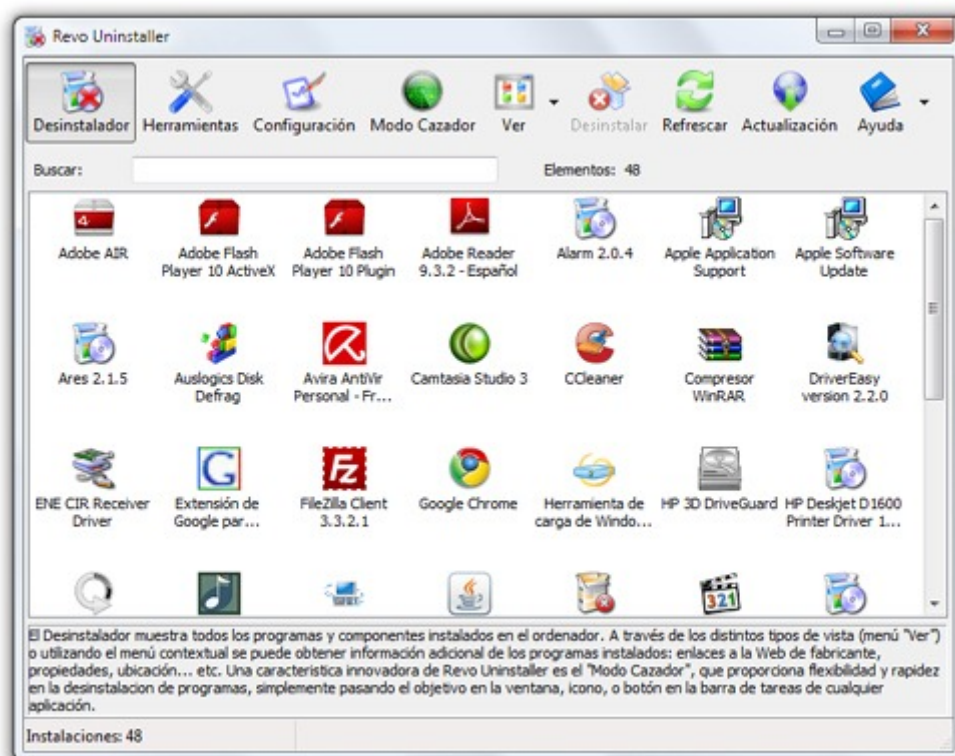 Revo Uninstaller
Desinstalador Herramientas Configuración Modo Cazador Ver Desinstalar Refrescar Actualización Ayuda
Buscar: Elementos: 48
Adobe AIR Adobe Flash Adobe Flash Adobe Reader Alarm 2.0.4 Apple Application Apple Software
Player 10 ActiveX Player 10 Plugin 9.3.2 - Español Support Update
Ares 2.1.5 Auslogics Disk Avira AntiVir Camtasia Studio 3 CCleaner Compresor DriverEasy
Defrag Personal - Fr... WinRAR version 2.2.0
ENE CIR Receiver Extensión de FileZilla Client Google Chrome Herramienta de HP 3D DriveGuard HP Deskjet D1600
Driver Google par... 3.3.2.1 carga de Windo... Printer Driver 1...
El Desinstalador muestra todos los programas y componentes instalados en el ordenador. A través de los distintos tipos de vista (menú "Ver")
o utilizando el menú contextual se puede obtener información adicional de los programas instalados: enlaces a la Web de fabricante,
propiedades, ubicación... etc. Una caracteristica innovadora de Revo Uninstaller es el "Modo Cazador", que proporciona flexibilidad y rapidez
en la desinstalacion de programas, simplemente pasando el objetivo en la ventana, icono, o botón en la barra de tareas de cualquier
aplicación.
Instalaciones: 48